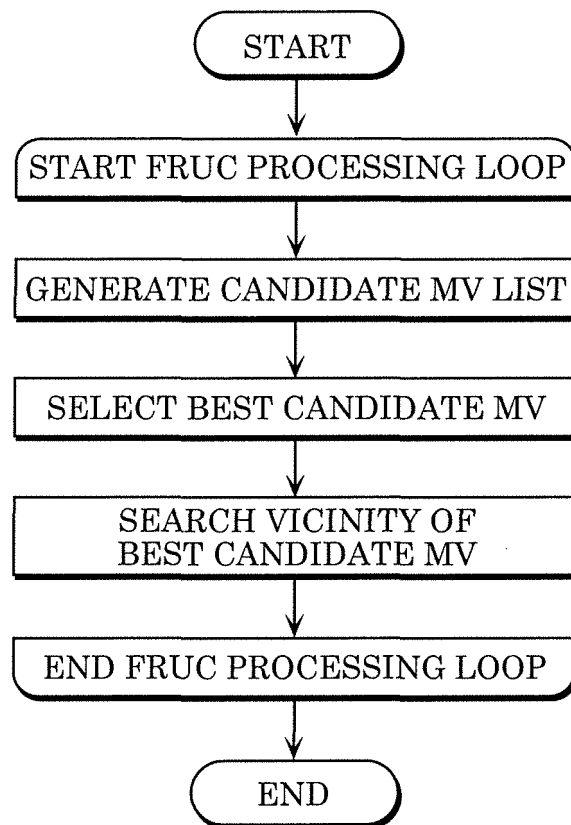 START
START FRUC PROCESSING LOOP
GENERATE CANDIDATE MV LIST
SELECT BEST CANDIDATE MV
SEARCH VICINITY OF
BEST CANDIDATE MV
END FRUC PROCESSING LOOP
END